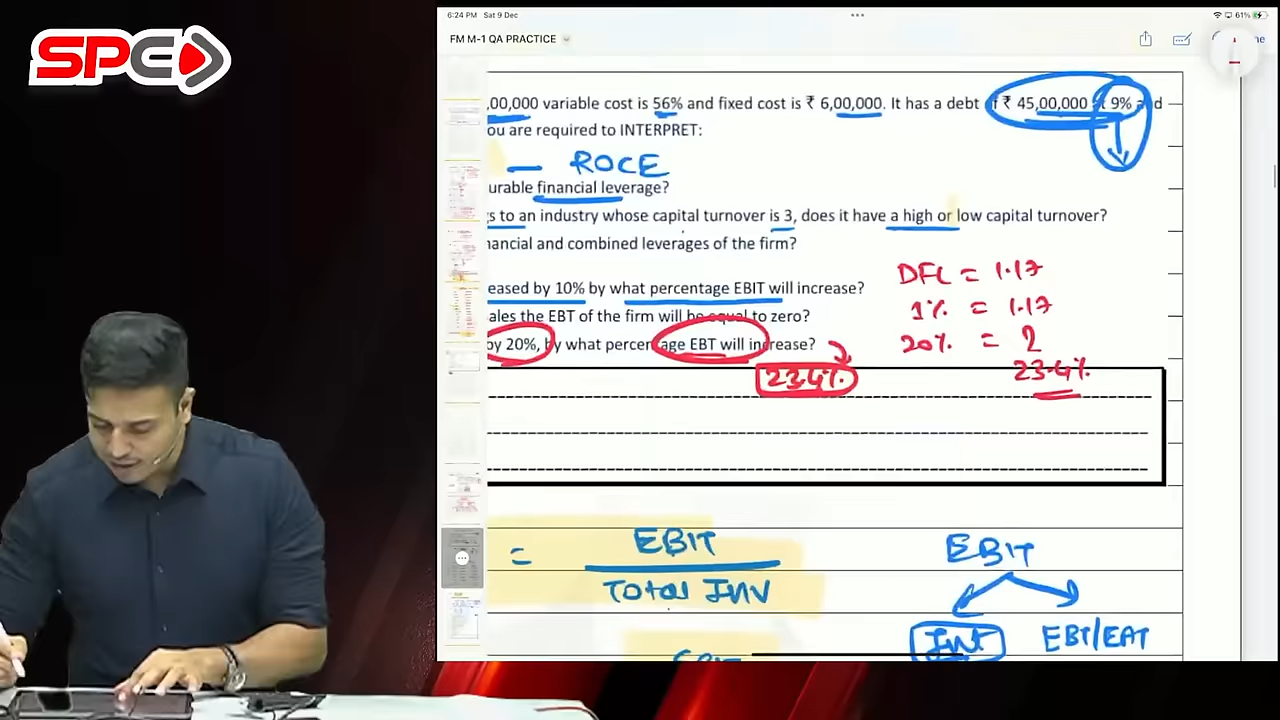 SPC
6:24 PM Sat 9 Dec
61%
FM M-1 QA PRACTICE
,00,000 variable cost is 56% and fixed cost is ₹ 6,00,000. It has a debt of ₹ 45,00,000 at 9% and
ou are required to INTERPRET:
— ROCE
urable financial leverage?
gs to an industry whose capital turnover is 3, does it have a high or low capital turnover?
nancial and combined leverages of the firm?
DFL = 1.17
eased by 10% by what percentage EBIT will increase?
1% = 1.17
ales the EBT of the firm will be equal to zero?
by 20%, by what percentage EBT will increase?
20% = 2
23.4%
23.4%
= EBIT
Total INV
EBIT
Int EBT/EAT